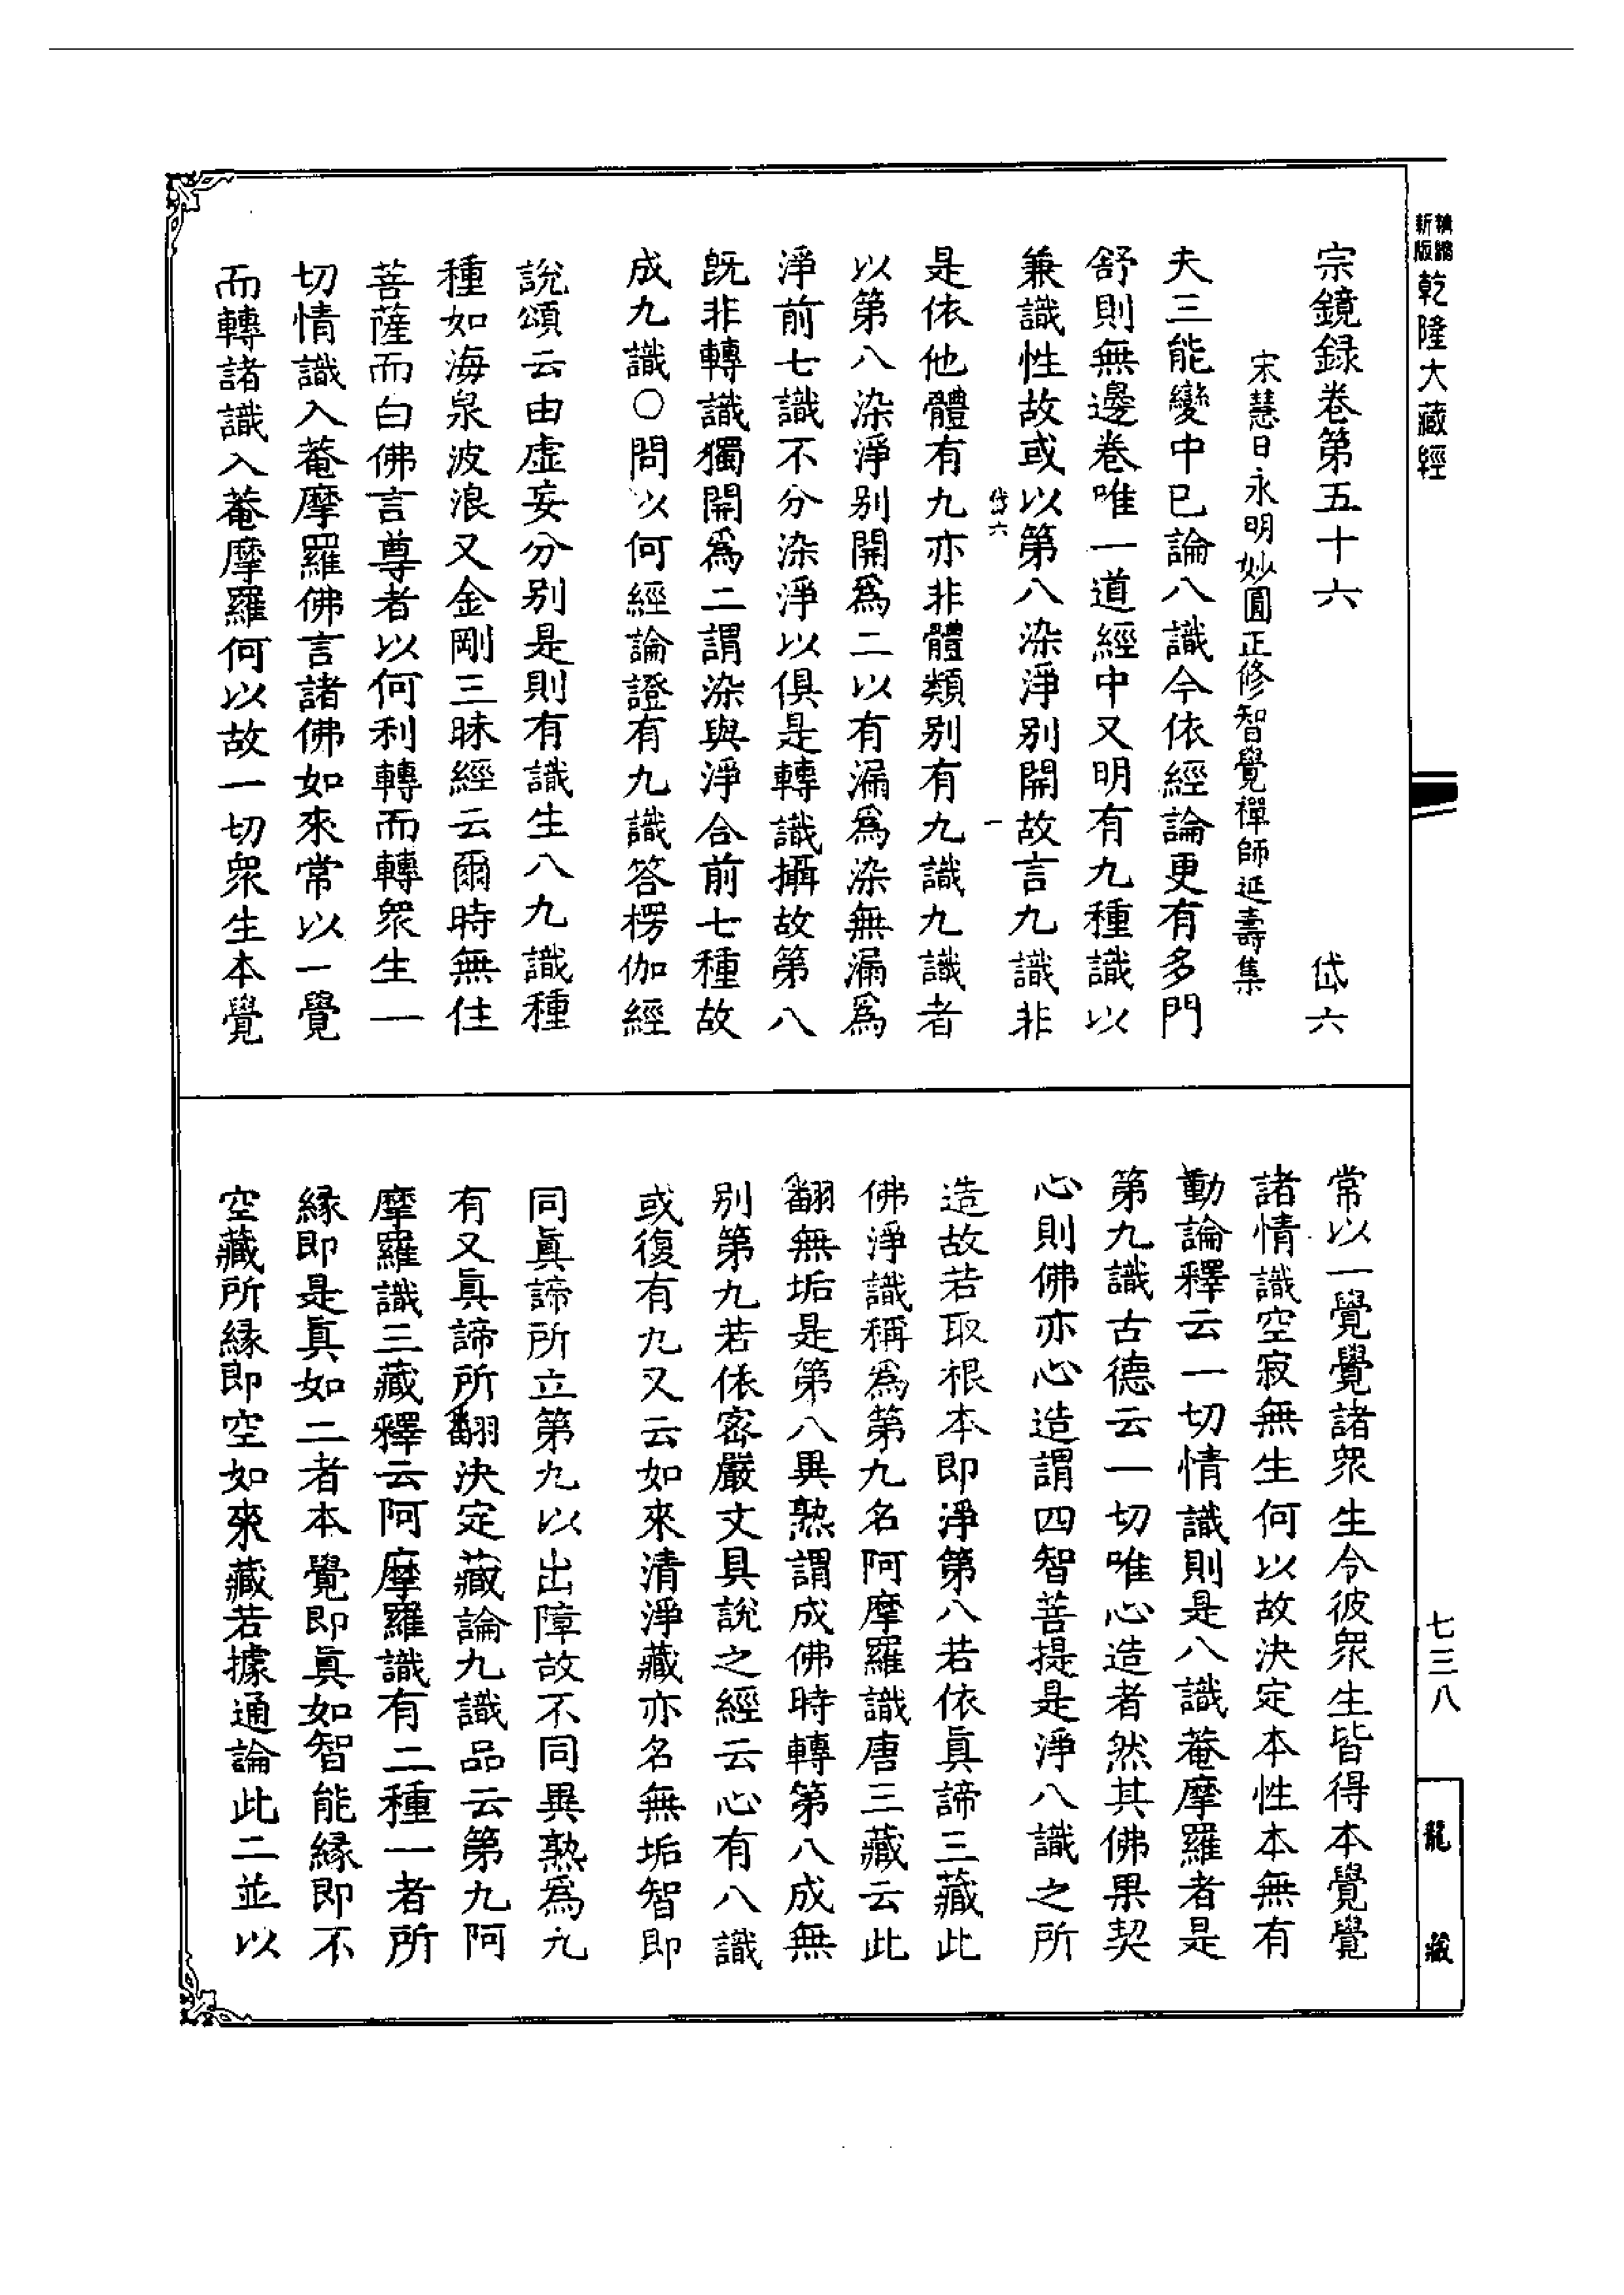 新版 精縮 乾隆大藏經
宗鏡録卷第五十六 岱六
宋慧日永明妙圓正修智覺禪師延壽集
夫三能變中已論八識今依經論更有多門
舒則無邊卷唯一道經中又明有九種識以
兼識性故或以第八染淨别開故言九識非
岱六 一
是依他體有九亦非體類别有九識九識者
以第八染淨别開爲二以有漏爲染無漏爲
淨前七識不分染淨以俱是轉識攝故第八
旣非轉識獨開爲二謂染與淨合前七種故
成九識〇問以何經論證有九識答楞伽經
說頌云由虛妄分别是則有識生八九識種
種如海泉波浪又金剛三昧經云爾時無住
菩薩而白佛言尊者以何利轉而轉衆生一
切情識入菴摩羅佛言諸佛如來常以一覺
而轉諸識入菴摩羅何以故一切衆生本覺
常以一覺覺諸衆生令彼衆生皆得本覺覺
諸情識空寂無生何以故決定本性本無有
動論釋云一切情識則是八識菴摩羅者是
第九識古德云一切唯心造者然其佛果契
心則佛亦心造謂四智菩提是淨八識之所
造故若取根本即淨第八若依眞諦三藏此
佛淨識稱爲第九名阿摩羅識唐三藏云此
翻無垢是第八異熟謂成佛時轉第八成無
别第九若依密嚴文具說之經云心有八識
或復有九又云如來清淨藏亦名無垢智即
同眞諦所立第九以出障故不同異熟爲九
有又眞諦所翻決定藏論九識品云第九阿
摩羅識三藏釋云阿摩羅識有二種一者所
縁即是眞如二者本覺即眞如智能縁即不
空藏所縁即空如來藏若據通論此二並以
七三八
龍藏